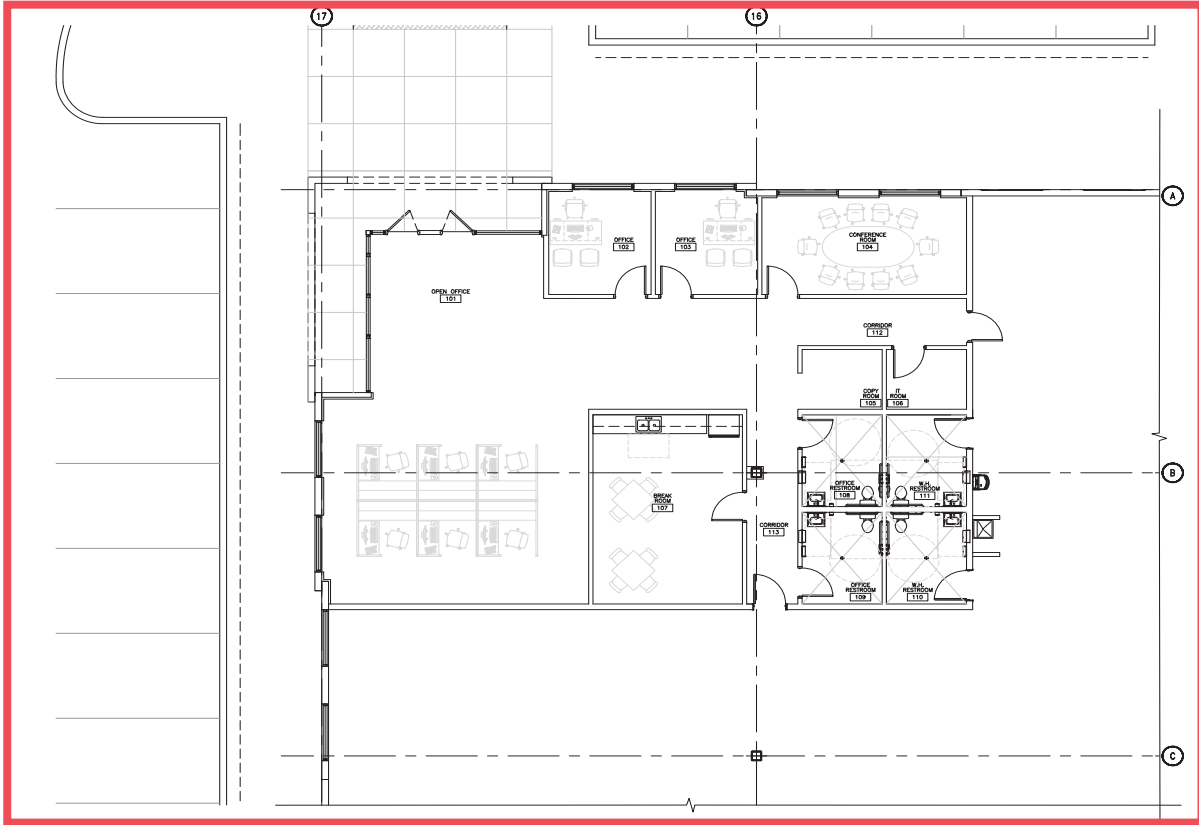 17
16
A
OFFICE
102
OFFICE
103
CONFERENCE
ROOM
104
OPEN OFFICE
101
CORRIDOR
112
COPY
ROOM
105
IT
ROOM
106
B
OFFICE
RESTROOM
108
W.H.
RESTROOM
111
BREAK
ROOM
107
CORRIDOR
113
OFFICE
RESTROOM
109
W.H.
RESTROOM
110
C